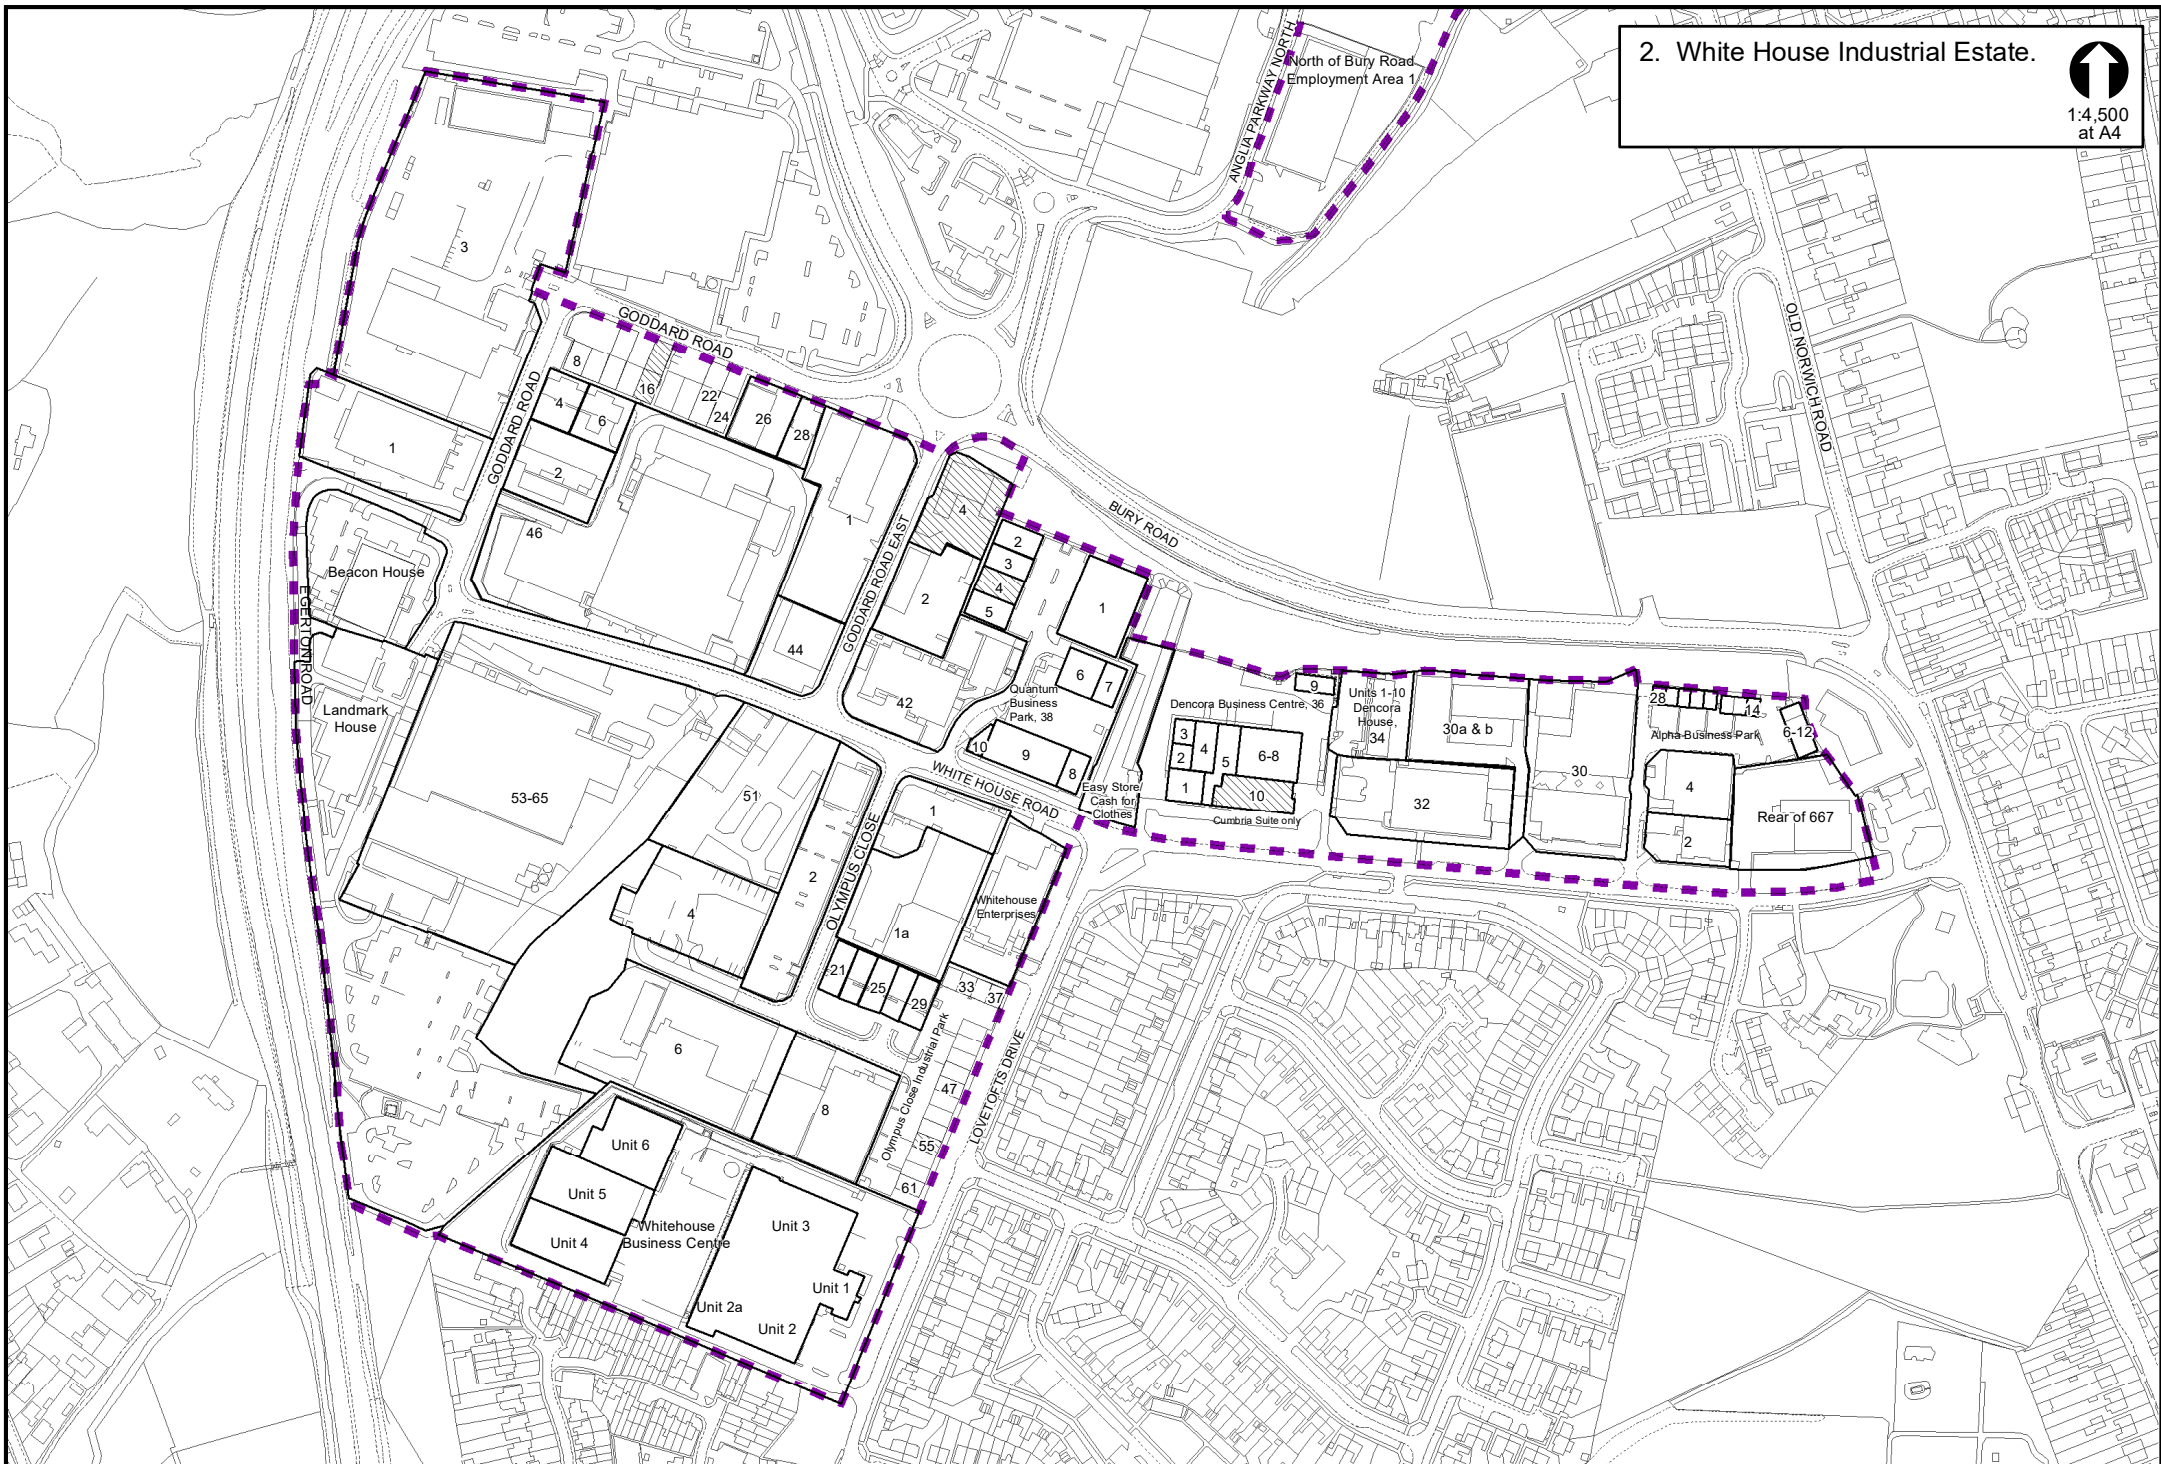 2. White House Industrial Estate.
1:4,500
at A4
North of Bury Road
Employment Area 1
ANGLIA PARKWAY NORTH
OLD NORWICH ROAD
3
GODDARD ROAD
8
16
22
24
26
28
4
6
2
1
GODDARD ROAD
46
1
GODDARD ROAD EAST
4
2
3
4
5
2
1
BURY ROAD
Beacon House
EGERTON ROAD
Landmark
House
44
42
6
7
Quantum
Business
Park, 38
10
9
8
WHITE HOUSE ROAD
Easy Store/
Cash for
Clothes
Dencora Business Centre, 36
9
3
2
4
5
6-8
1
10
Cumbria Suite only
Units 1-10
Dencora
House,
34
30a & b
32
30
28
14
Alpha Business Park
6-12
4
2
Rear of 667
53-65
51
2
4
OLYMPUS CLOSE
1
1a
Whitehouse
Enterprises
21
25
29
33
37
Olympus Close Industrial Park
47
55
61
LOVETOFTS DRIVE
6
8
Unit 6
Unit 5
Unit 4
Whitehouse
Business Centre
Unit 3
Unit 1
Unit 2a
Unit 2